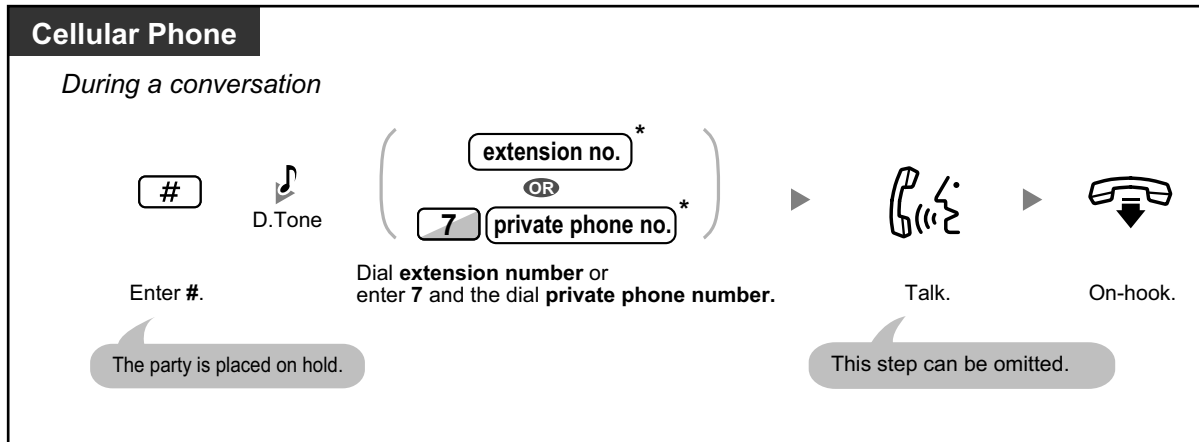 Cellular Phone
During a conversation
#
D.Tone
extension no.*
OR
7 private phone no.*
Enter #.
Dial extension number or
enter 7 and the dial private phone number.
Talk.
On-hook.
The party is placed on hold.
This step can be omitted.